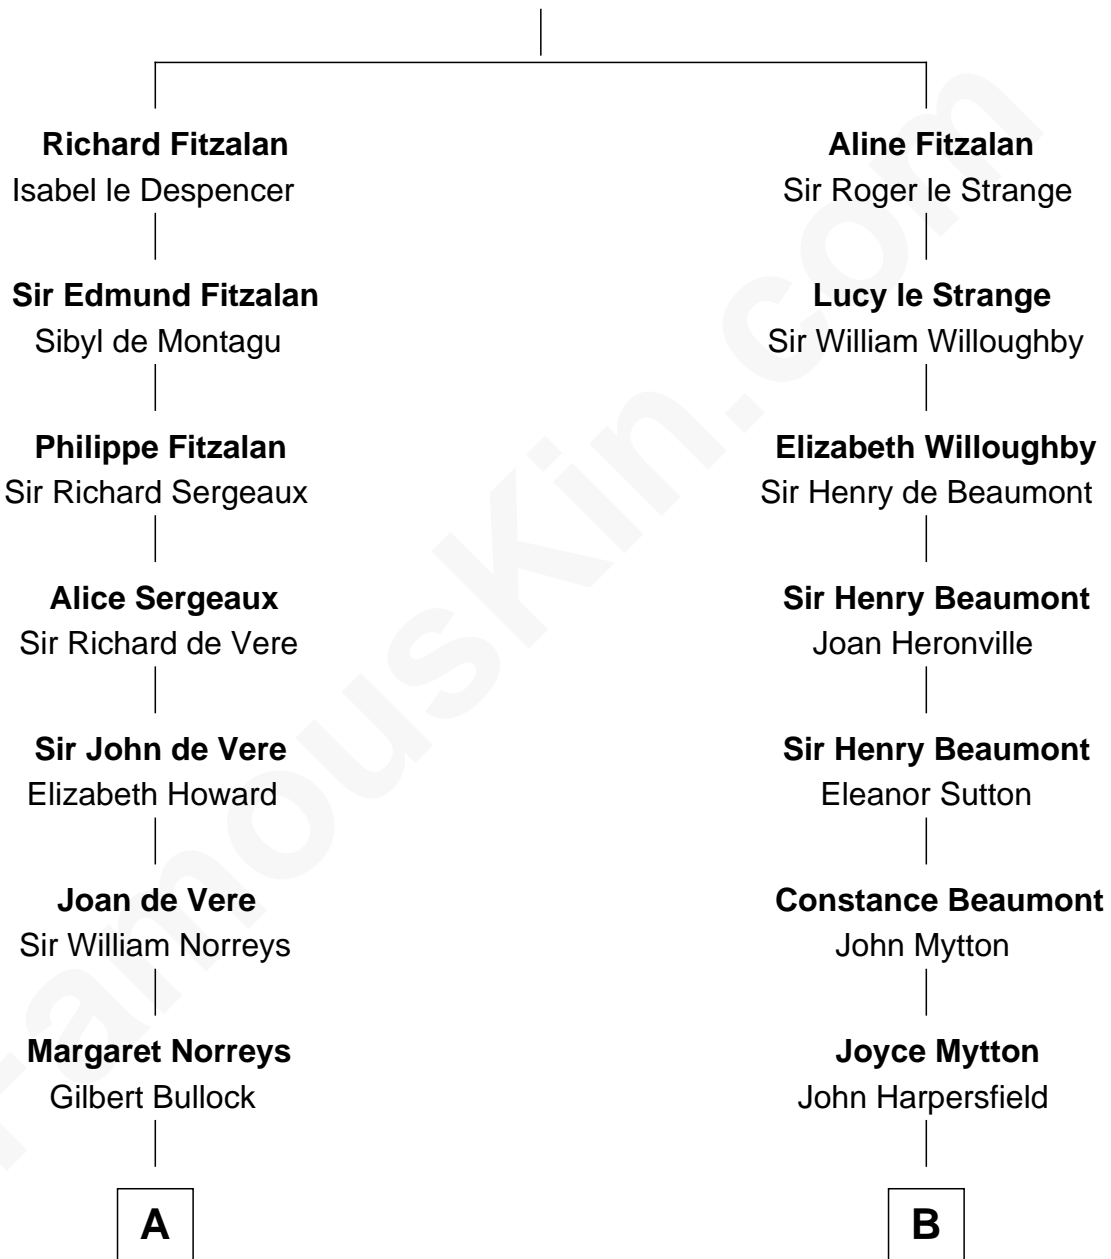 Richard Fitzalan
Isabel le Despencer
Sir Edmund Fitzalan
Sibyl de Montagu
Philippe Fitzalan
Sir Richard Sergeaux
Alice Sergeaux
Sir Richard de Vere
Sir John de Vere
Elizabeth Howard
Joan de Vere
Sir William Norreys
Margaret Norreys
Gilbert Bullock
A
Aline Fitzalan
Sir Roger le Strange
Lucy le Strange
Sir William Willoughby
Elizabeth Willoughby
Sir Henry de Beaumont
Sir Henry Beaumont
Joan Heronville
Sir Henry Beaumont
Eleanor Sutton
Constance Beaumont
John Mytton
Joyce Mytton
John Harpersfield
B
FamousKin.com